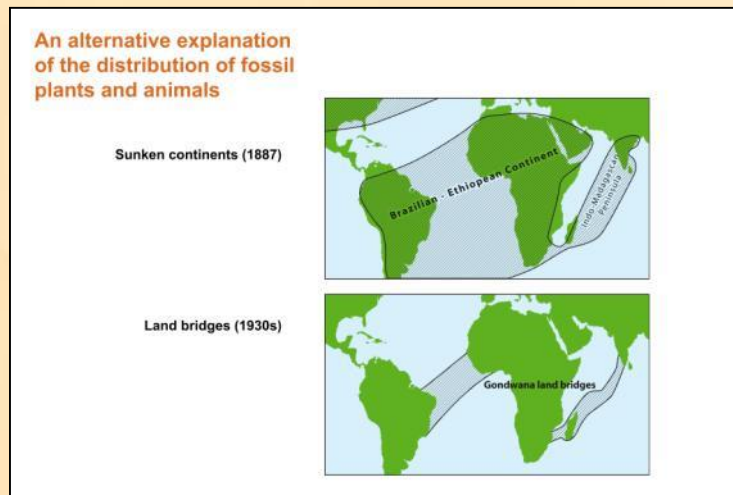 An alternative explanation
of the distribution of fossil
plants and animals
Sunken continents (1887)
Brazilian - Ethiopean Continent
Indo-Madagascan
Peninsula
Land bridges (1930s)
Gondwana land bridges